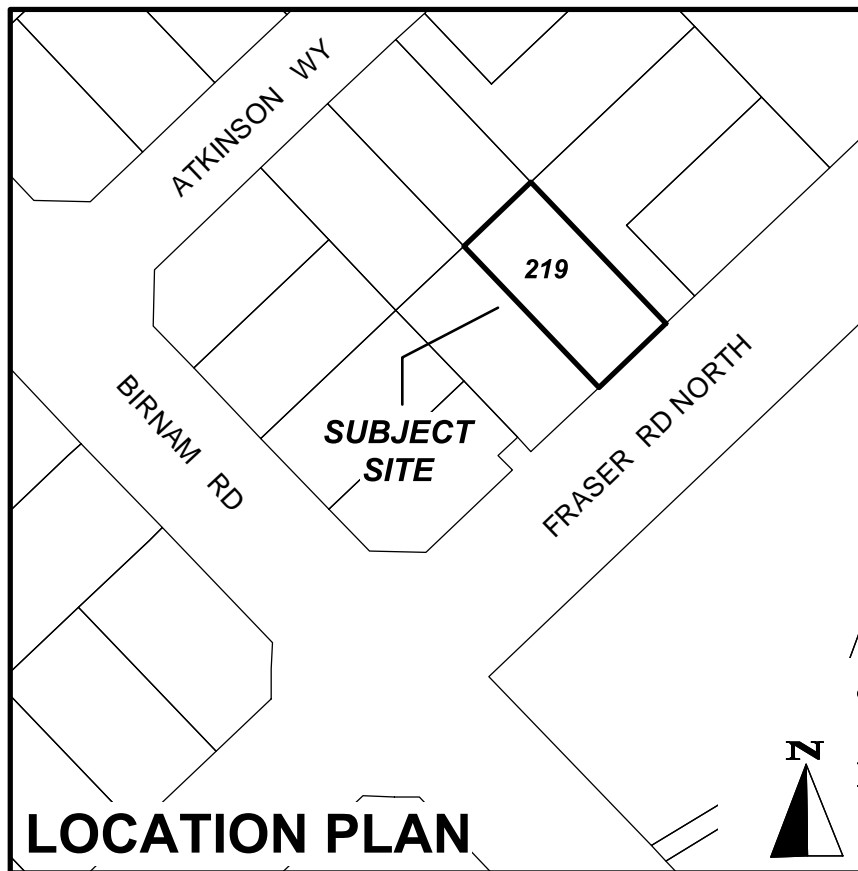 ATKINSON WY
219
BIRNAM RD
SUBJECT
SITE
FRASER RD NORTH
N
LOCATION PLAN